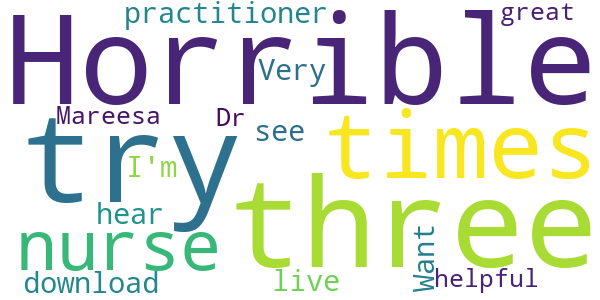 practitioner
great
Horrible
Very
Mareesa
Dr
try
times
see
I'm
three
hear
nurse
Want
download
live
helpful